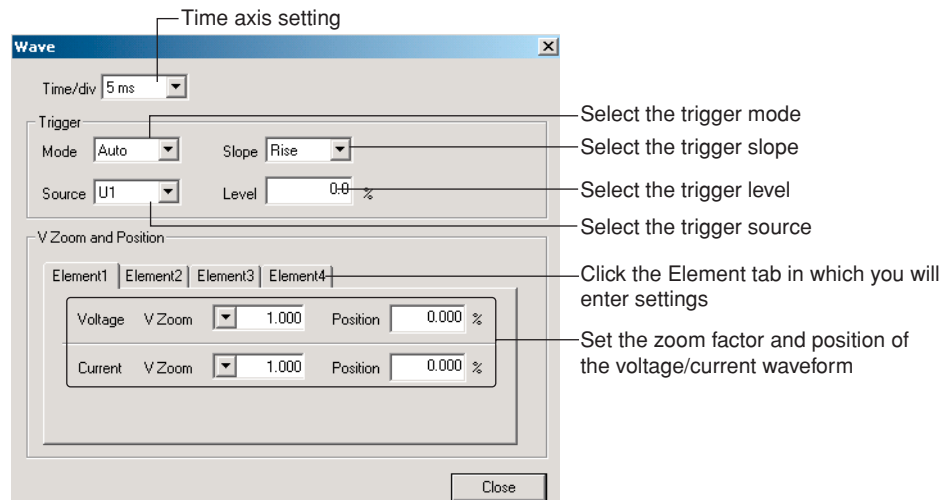 Time axis setting
Wave
Time/div 5 ms
Trigger
Select the trigger mode
Mode Auto Slope Rise
Select the trigger slope
Source U1 Level 0.0 %
Select the trigger level
Select the trigger source
V Zoom and Position
Element1 Element2 Element3 Element4
Click the Element tab in which you will
enter settings
Voltage V Zoom 1.000 Position 0.000 %
Set the zoom factor and position of
the voltage/current waveform
Current V Zoom 1.000 Position 0.000 %
Close